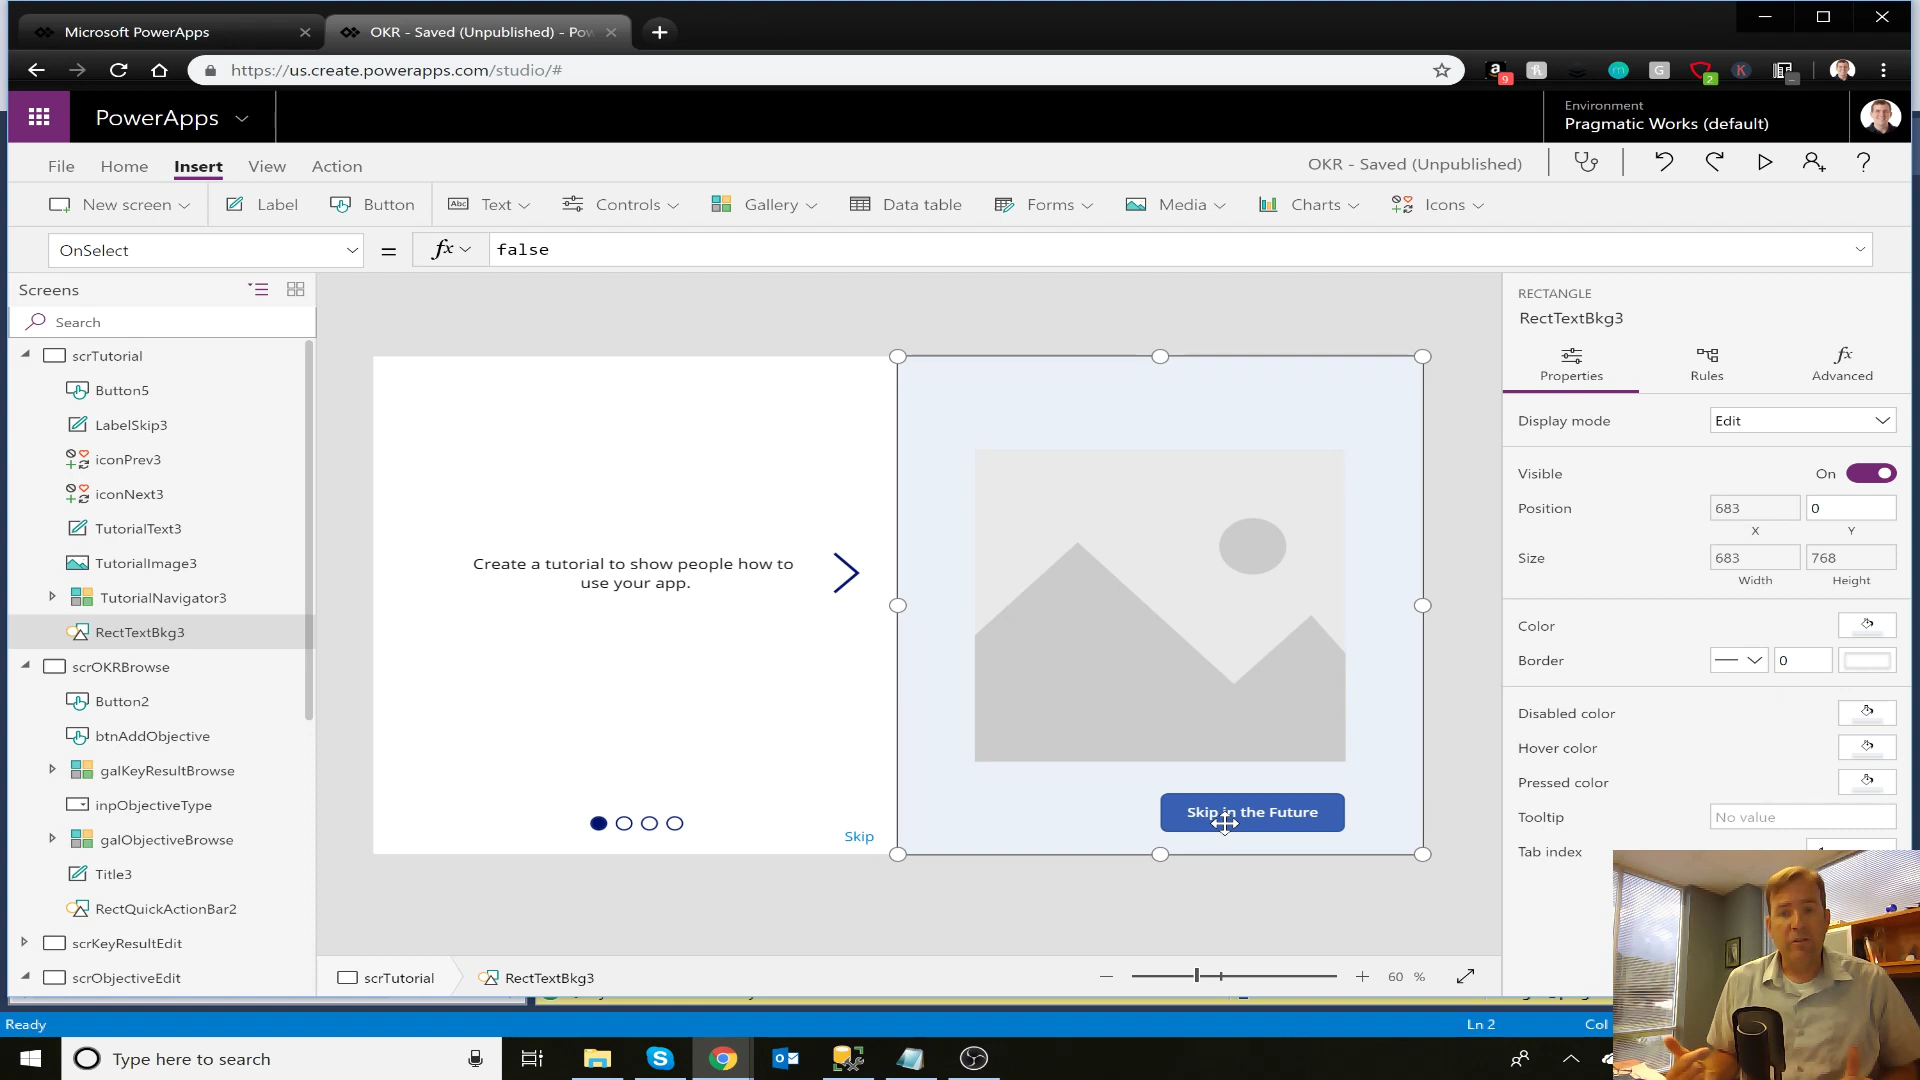 Microsoft PowerApps
OKR - Saved (Unpublished) - Pow
https://us.create.powerapps.com/studio/#
9
G
2
K
PowerApps
Environment
Pragmatic Works (default)
File
Home
Insert
View
Action
OKR - Saved (Unpublished)
?
New screen
Label
Button
Abc
Text
Controls
Gallery
Data table
Forms
Media
Charts
Icons
OnSelect
=
fx
false
Screens
Search
scrTutorial
Button5
LabelSkip3
iconPrev3
iconNext3
TutorialText3
TutorialImage3
TutorialNavigator3
RectTextBkg3
scrOKRBrowse
Button2
btnAddObjective
galKeyResultBrowse
inpObjectiveType
galObjectiveBrowse
Title3
RectQuickActionBar2
scrKeyResultEdit
scrObjectiveEdit
Create a tutorial to show people how to
use your app.
Skip
Skip in the Future
scrTutorial
RectTextBkg3
60 %
RECTANGLE
RectTextBkg3
Properties
Rules
fx
Advanced
Display mode
Edit
Visible
On
Position
683
0
X
Y
Size
683
768
Width
Height
Color
Border
0
Disabled color
Hover color
Pressed color
Tooltip
No value
Tab index
Ready
Ln 2
Col
Type here to search